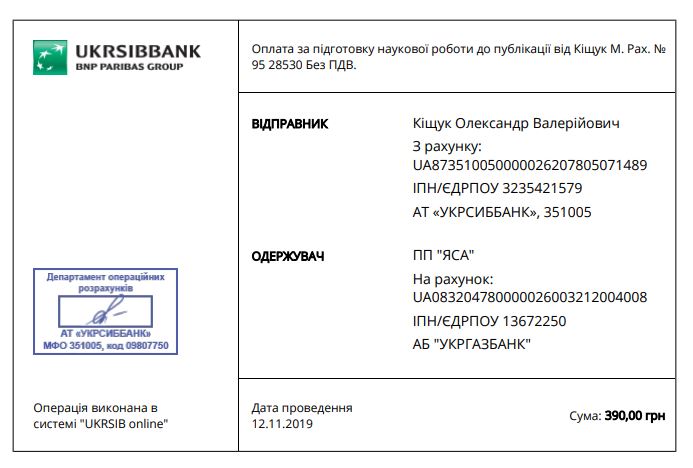 UKRSIBBANK
BNP PARIBAS GROUP
Оплата за підготовку наукової роботи до публікації від Кіщук М. Рах. №
95 28530 Без ПДВ.
ВІДПРАВНИК
Кіщук Олександр Валерійович
З рахунку:
UA873510050000026207805071489
ІПН/ЄДРПОУ 3235421579
АТ «УКРСИББАНК», 351005
ОДЕРЖУВАЧ
ПП "ЯСА"
На рахунок:
UA083204780000026003212004008
ІПН/ЄДРПОУ 13672250
АБ "УКРГАЗБАНК"
Департамент операційних
розрахунків
АТ «УКРСИББАНК»
МФО 351005, код 09807750
Операція виконана в
системі "UKRSIB online"
Дата проведення
12.11.2019
Сума: 390,00 грн